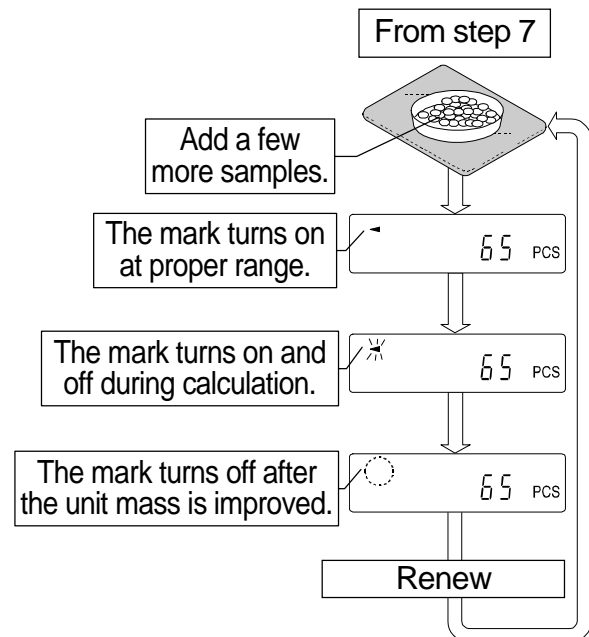 From step 7
Add a few
more samples.
The mark turns on
at proper range.
65 PCS
The mark turns on and
off during calculation.
65 PCS
The mark turns off after
the unit mass is improved.
65 PCS
Renew